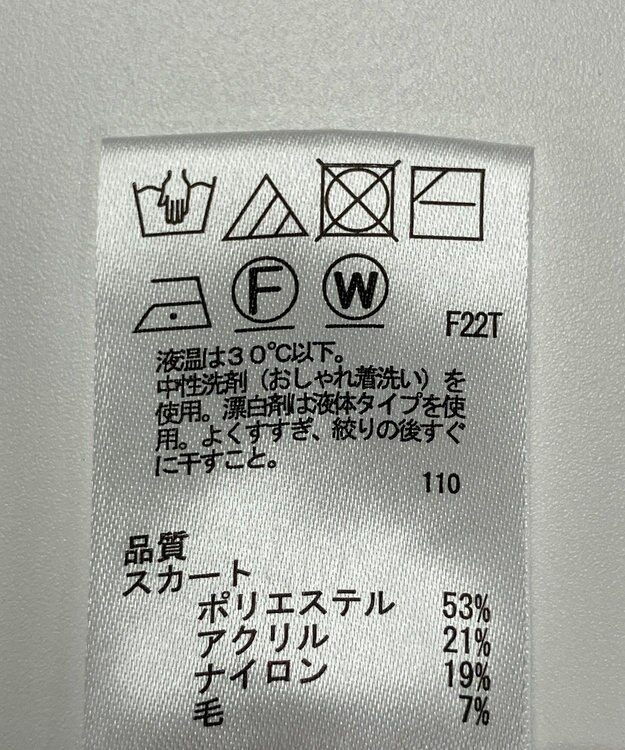 F W F22T
液温は30℃以下。
中性洗剤（おしゃれ着洗い）を
使用。漂白剤は液体タイプを使
用。よくすすぎ、絞りの後すぐ
に干すこと。
110
品質
スカート
ポリエステル 53%
アクリル 21%
ナイロン 19%
毛 7%